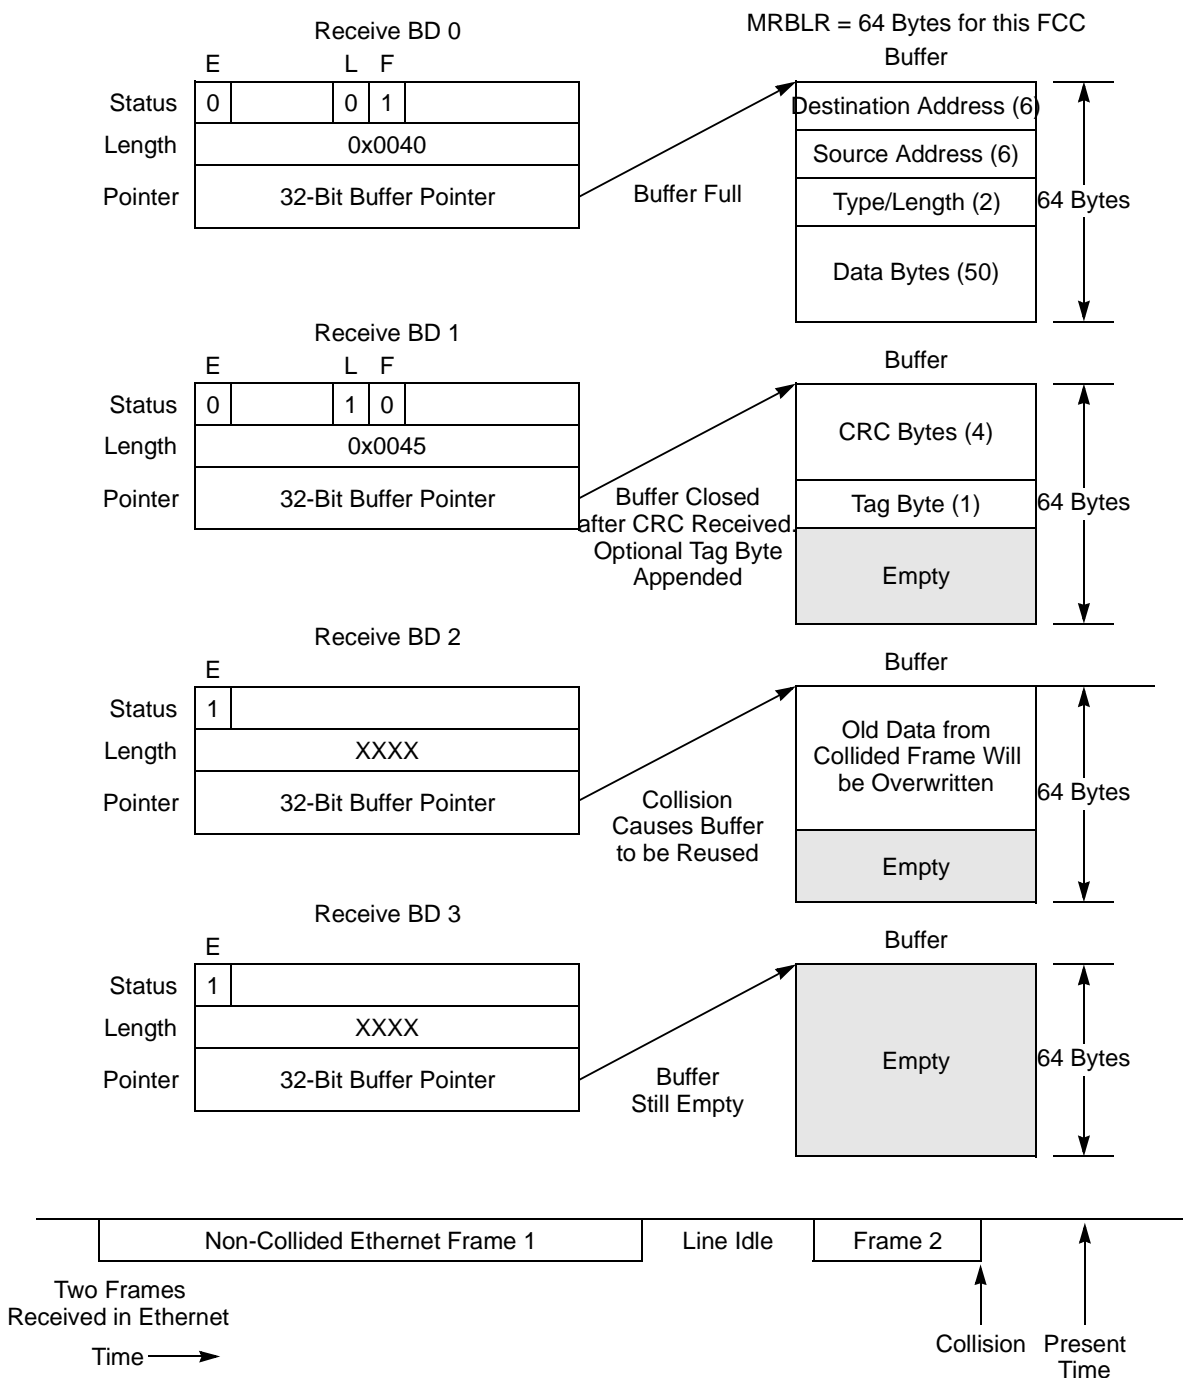 MRBLR = 64 Bytes for this FCC
Receive BD 0
Buffer
E L F
Status 0 0 1
Length 0x0040
Pointer 32-Bit Buffer Pointer
Buffer Full
Destination Address (6)
Source Address (6)
Type/Length (2)
Data Bytes (50)
64 Bytes
Receive BD 1
Buffer
E L F
Status 0 1 0
Length 0x0045
Pointer 32-Bit Buffer Pointer
Buffer Closed
after CRC Received.
Optional Tag Byte
Appended
CRC Bytes (4)
Tag Byte (1)
Empty
64 Bytes
Receive BD 2
Buffer
E
Status 1
Length XXXX
Pointer 32-Bit Buffer Pointer
Collision
Causes Buffer
to be Reused
Old Data from
Collided Frame Will
be Overwritten
Empty
64 Bytes
Receive BD 3
Buffer
E
Status 1
Length XXXX
Pointer 32-Bit Buffer Pointer
Buffer
Still Empty
Empty
64 Bytes
Non-Collided Ethernet Frame 1 Line Idle Frame 2
Two Frames
Received in Ethernet
Time
Collision
Present
Time